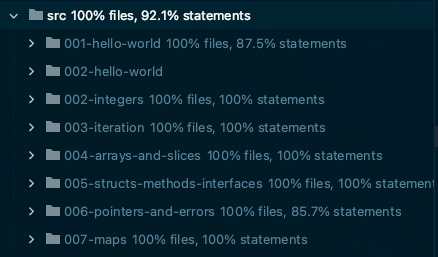 src 100% files, 92.1% statements
001-hello-world 100% files, 87.5% statements
002-hello-world
002-integers 100% files, 100% statements
003-iteration 100% files, 100% statements
004-arrays-and-slices 100% files, 100% statements
005-structs-methods-interfaces 100% files, 100% statement
006-pointers-and-errors 100% files, 85.7% statements
007-maps 100% files, 100% statements